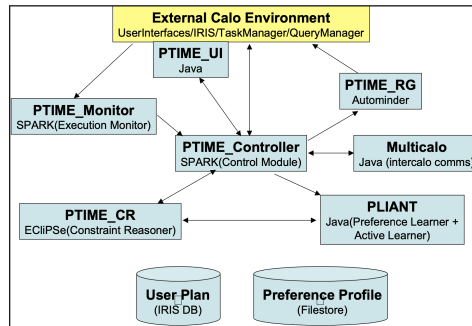 External Calo Environment
UserInterfaces/IRIS/TaskManager/QueryManager
PTIME_UI
Java
PTIME_RG
Autominder
PTIME_Monitor
SPARK(Execution Monitor)
PTIME_Controller
SPARK(Control Module)
Multicalo
Java (intercalo comms)
PTIME_CR
ECliPSe(Constraint Reasoner)
PLIANT
Java(Preference Learner +
Active Learner)
User Plan
(IRIS DB)
Preference Profile
(Filestore)